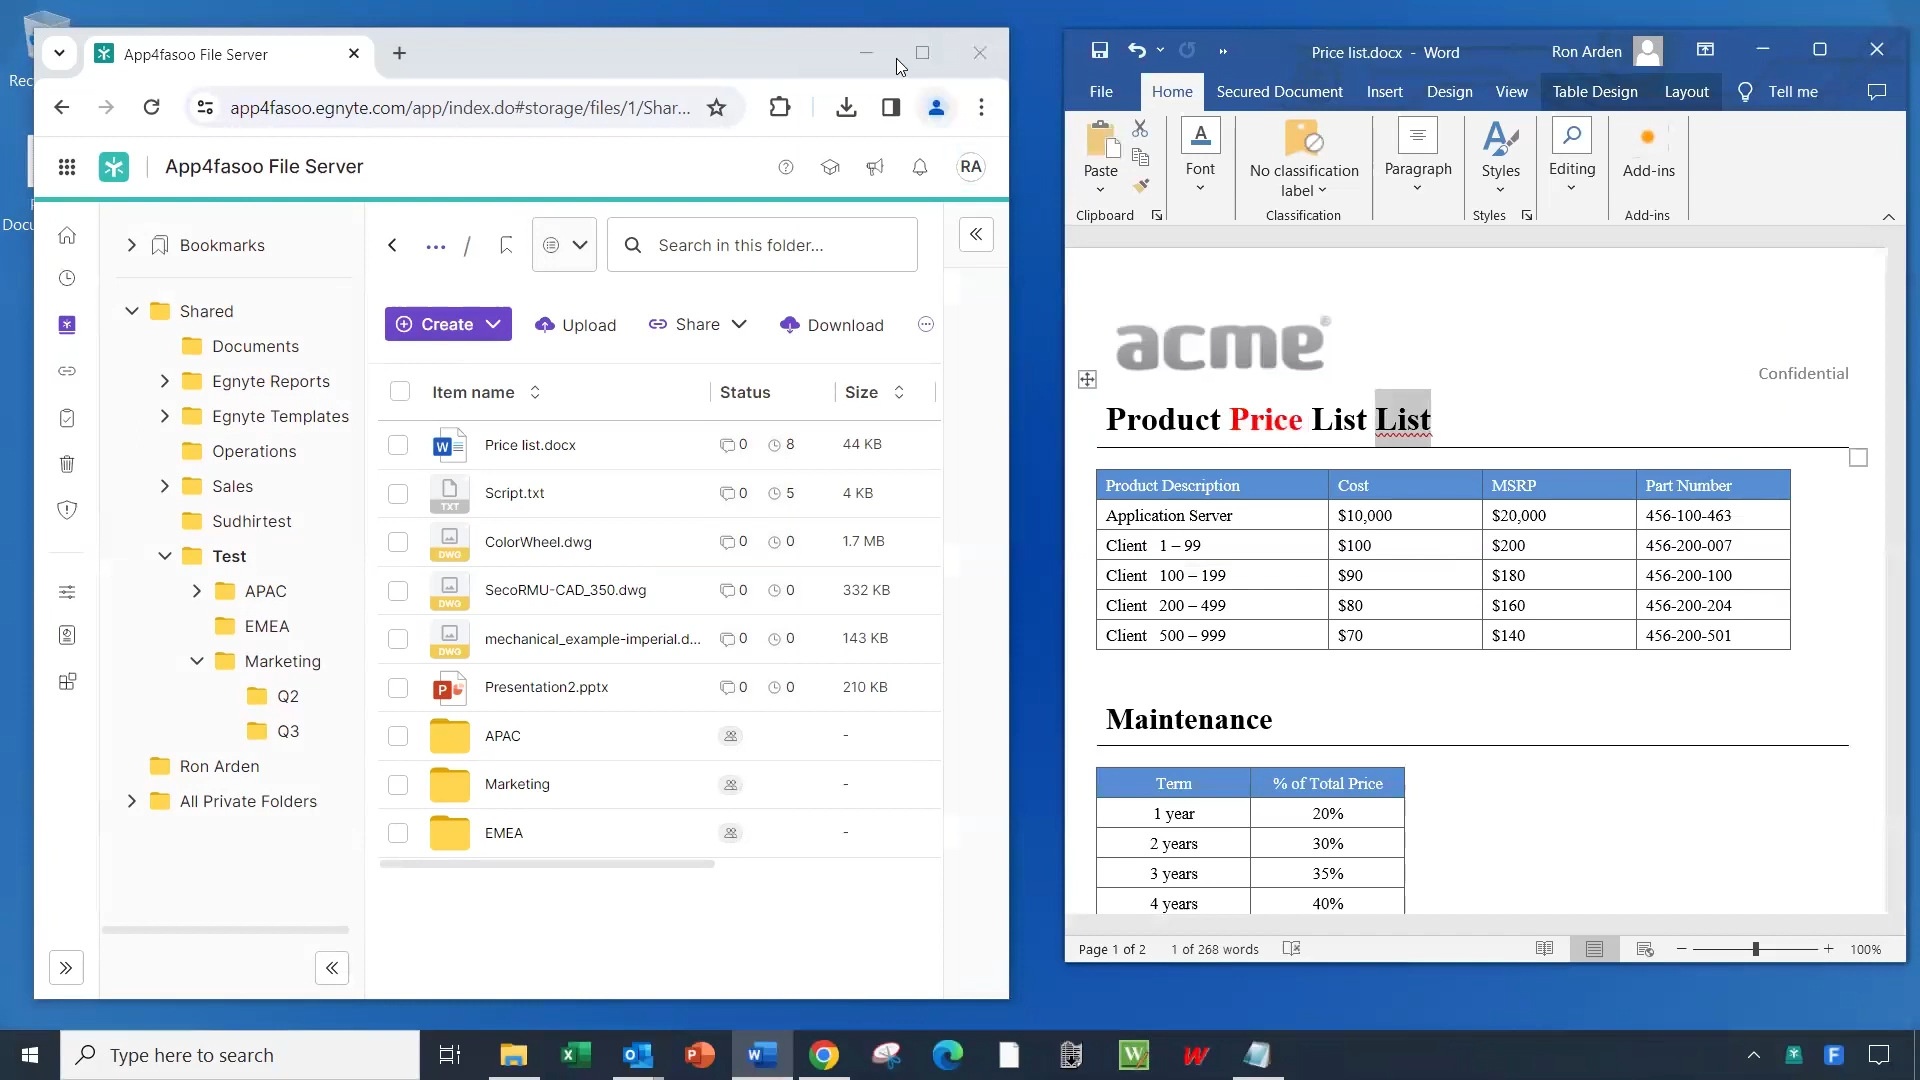 Rec
Docu
App4fasoo File Server
app4fasoo.egnyte.com/app/index.do#storage/files/1/Shar...
App4fasoo File Server
RA
Bookmarks
Shared
Documents
Egnyte Reports
Egnyte Templates
Operations
Sales
Sudhirtest
Test
APAC
EMEA
Marketing
Q2
Q3
Ron Arden
All Private Folders
... /
Search in this folder...
Create
Upload
Share
Download
Item name
Status
Size
Price list.docx 0 8 44 KB
Script.txt 0 5 4 KB
TXT
ColorWheel.dwg 0 0 1.7 MB
DWG
SecoRMU-CAD_350.dwg 0 0 332 KB
DWG
mechanical_example-imperial.d... 0 0 143 KB
DWG
Presentation2.pptx 0 0 210 KB
APAC -
Marketing -
EMEA -
Price list.docx - Word
Ron Arden
File
Home
Secured Document
Insert
Design
View
Table Design
Layout
Tell me
Paste
Clipboard
Font
No classification
label
Classification
Paragraph
Styles
Styles
Editing
Add-ins
Add-ins
acme®
Confidential
Product Price List List
Product Description Cost MSRP Part Number
Application Server $10,000 $20,000 456-100-463
Client 1 – 99 $100 $200 456-200-007
Client 100 – 199 $90 $180 456-200-100
Client 200 – 499 $80 $160 456-200-204
Client 500 – 999 $70 $140 456-200-501
Maintenance
Term % of Total Price
1 year 20%
2 years 30%
3 years 35%
4 years 40%
Page 1 of 2
1 of 268 words
100%
Type here to search